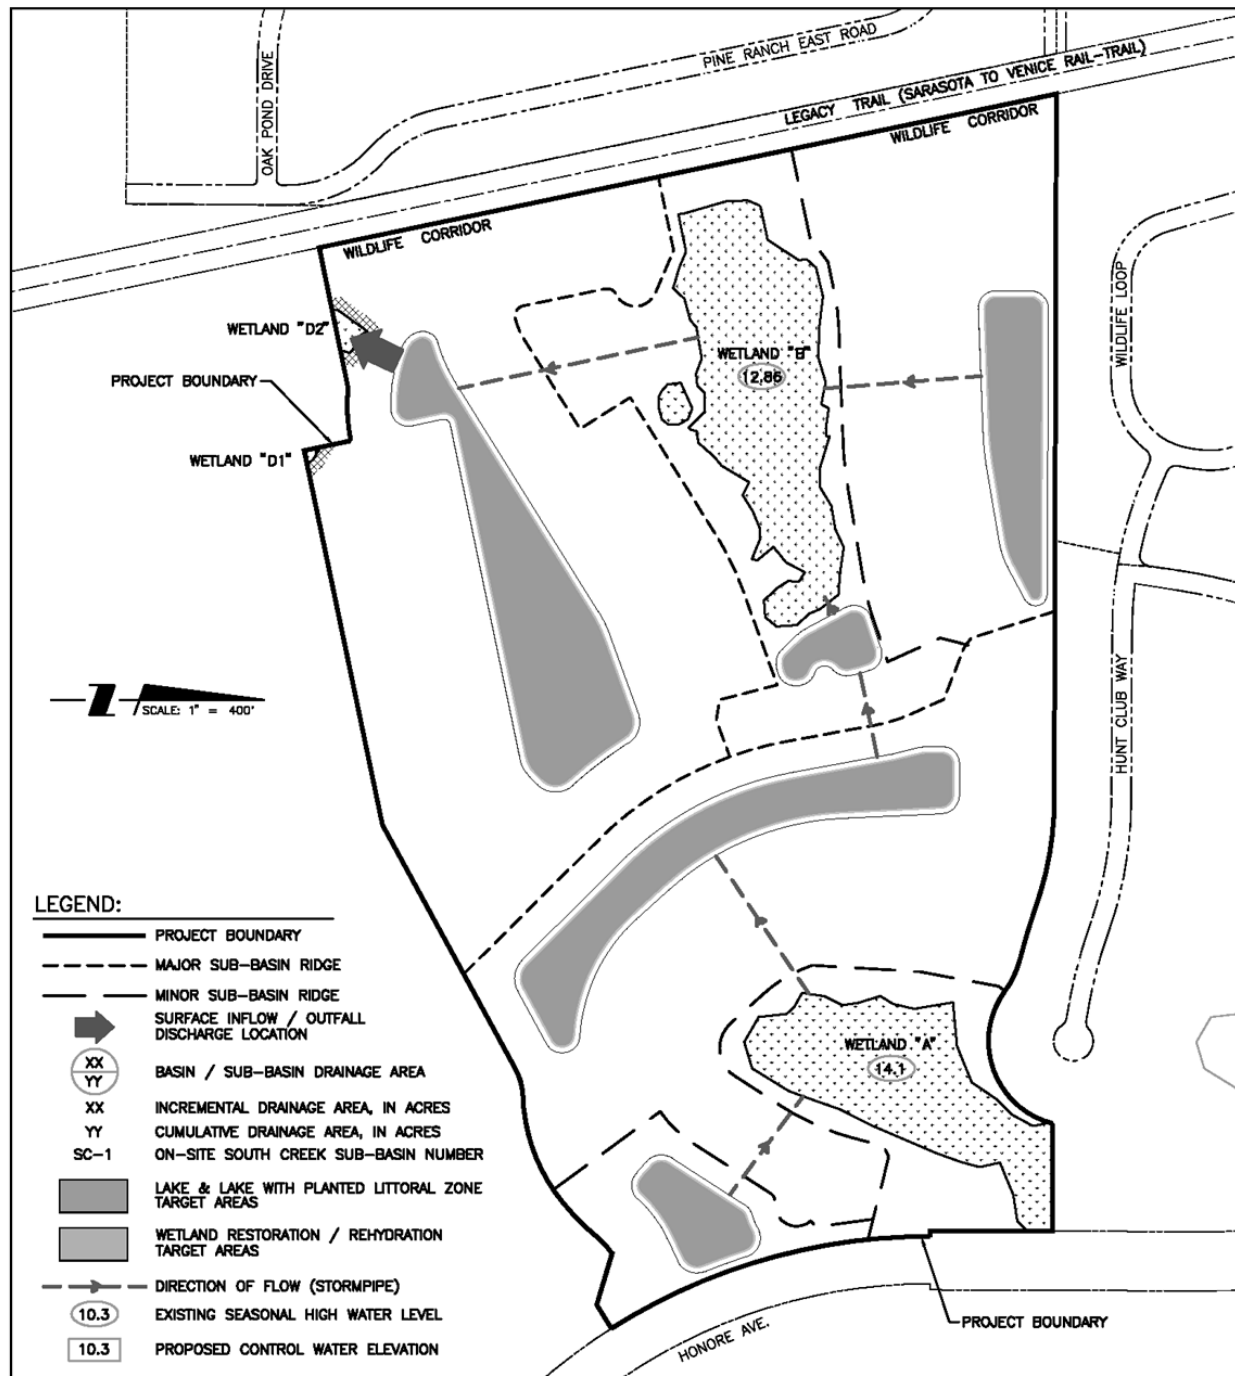 PINE RANCH EAST ROAD
OAK POND DRIVE
LEGACY TRAIL (SARASOTA TO VENICE RAIL-TRAIL)
WILDLIFE CORRIDOR
WILDLIFE CORRIDOR
WILDLIFE LOOP
WETLAND "D2"
WETLAND "B"
12.86
PROJECT BOUNDARY
WETLAND "D1"
SCALE: 1" = 400'
HUNT CLUB WAY
LEGEND:
PROJECT BOUNDARY
MAJOR SUB-BASIN RIDGE
MINOR SUB-BASIN RIDGE
SURFACE INFLOW / OUTFALL
DISCHARGE LOCATION
XX
YY
BASIN / SUB-BASIN DRAINAGE AREA
XX INCREMENTAL DRAINAGE AREA, IN ACRES
YY CUMULATIVE DRAINAGE AREA, IN ACRES
SC-1 ON-SITE SOUTH CREEK SUB-BASIN NUMBER
LAKE & LAKE WITH PLANTED LITTORAL ZONE
TARGET AREAS
WETLAND RESTORATION / REHYDRATION
TARGET AREAS
DIRECTION OF FLOW (STORMPIPE)
10.3 EXISTING SEASONAL HIGH WATER LEVEL
10.3 PROPOSED CONTROL WATER ELEVATION
WETLAND "A"
14.1
PROJECT BOUNDARY
HONORE AVE.